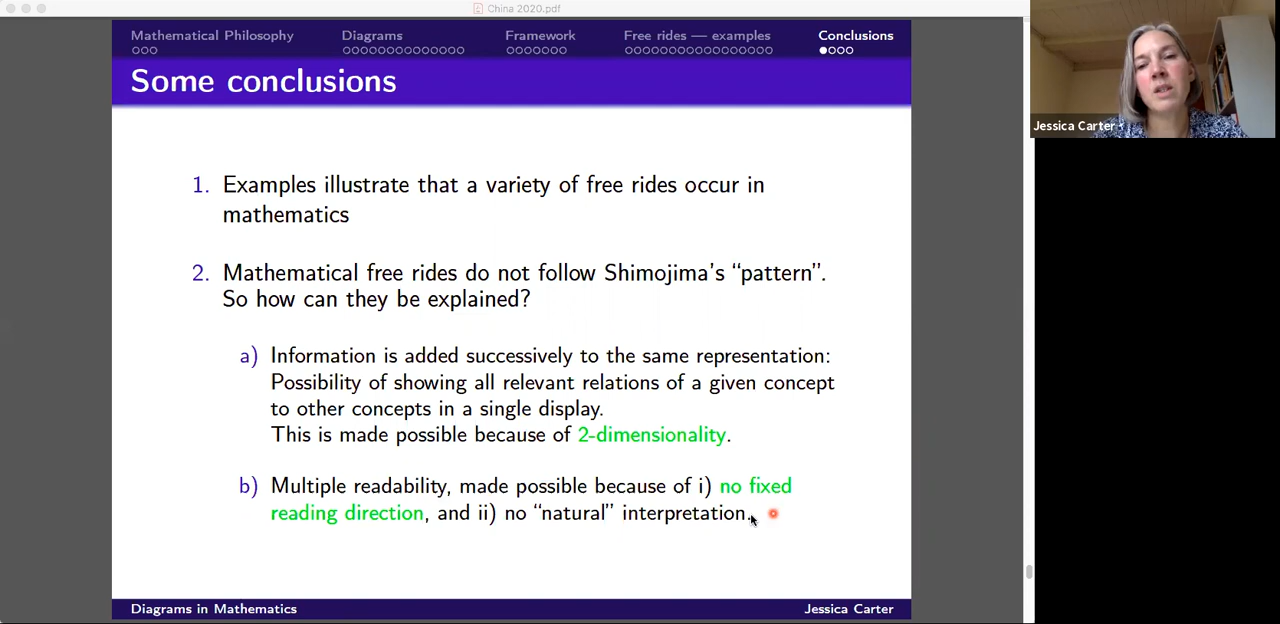 China 2020.pdf
Mathematical Philosophy
Diagrams
Framework
Free rides — examples
Conclusions
Some conclusions
1. Examples illustrate that a variety of free rides occur in
mathematics
2. Mathematical free rides do not follow Shimojima's “pattern”.
So how can they be explained?
a) Information is added successively to the same representation:
Possibility of showing all relevant relations of a given concept
to other concepts in a single display.
This is made possible because of 2-dimensionality.
b) Multiple readability, made possible because of i) no fixed
reading direction, and ii) no “natural” interpretation.
Diagrams in Mathematics
Jessica Carter
Jessica Carter